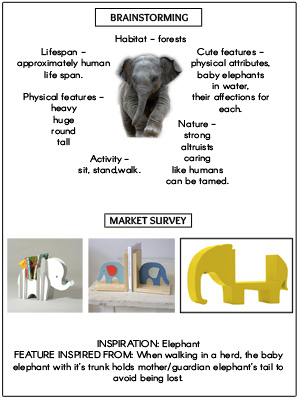 BRAINSTORMING
Habitat - forests
Lifespan -
approximately human
life span.
Cute features -
physical attributes,
baby elephants
in water,
their affections for
each.
Physical features -
heavy
huge
round
tall
Nature -
strong
altruists
caring
like humans
can be tamed.
Activity -
sit, stand,walk.
MARKET SURVEY
INSPIRATION: Elephant
FEATURE INSPIRED FROM: When walking in a herd, the baby
elephant with it's trunk holds mother/guardian elephant's tail to
avoid being lost.